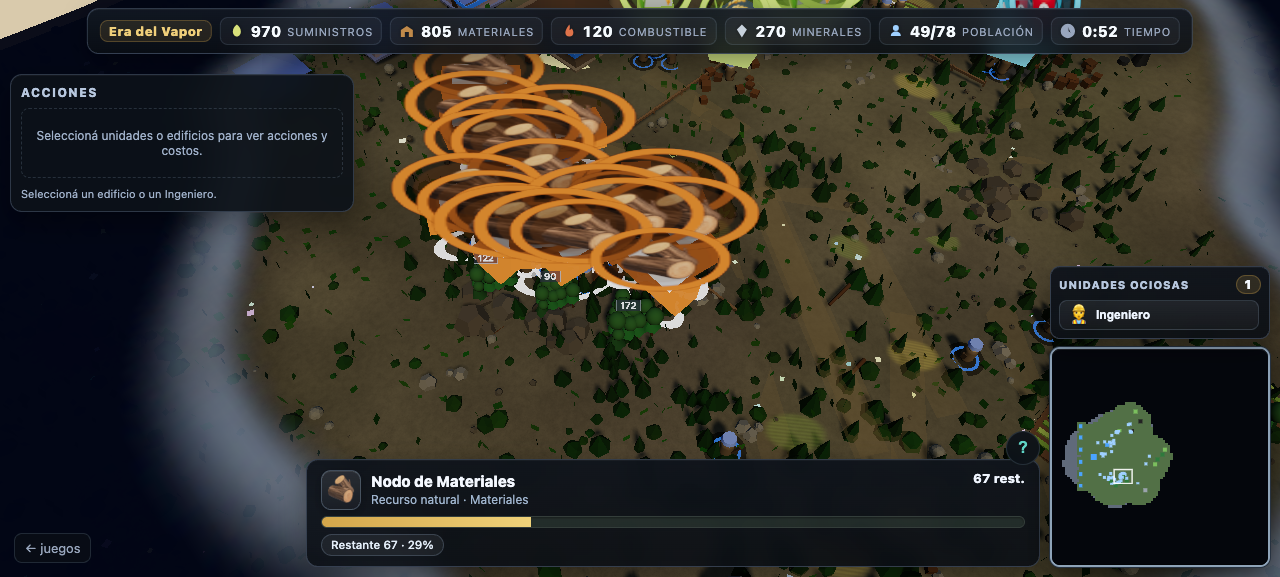 Era del Vapor
970 SUMINISTROS
805 MATERIALES
120 COMBUSTIBLE
270 MINERALES
49/78 POBLACIÓN
0:52 TIEMPO
ACCIONES
Seleccioná unidades o edificios para ver acciones y
costos.
Seleccioná un edificio o un Ingeniero.
122
90
172
UNIDADES OCIOSAS 1
Ingeniero
?
Nodo de Materiales
67 rest.
Recurso natural · Materiales
Restante 67 · 29%
← juegos